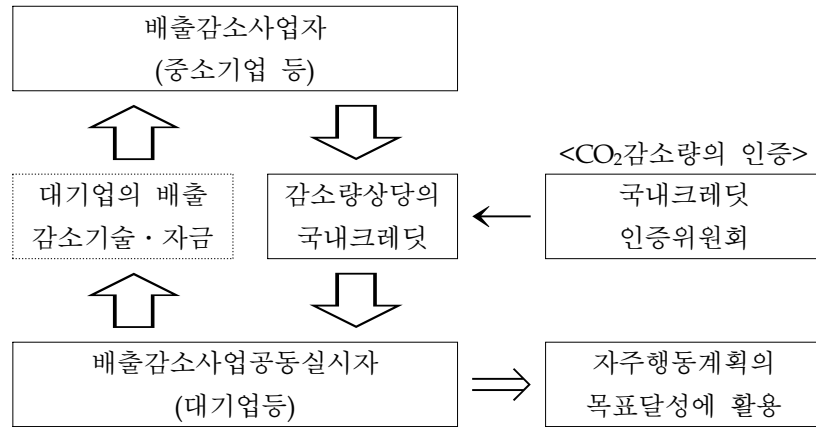 배출감소사업자
(중소기업 등)
<CO₂감소량의 인증>
대기업의 배출
감소기술・자금
감소량상당의
국내크레딧
국내크레딧
인증위원회
배출감소사업공동실시자
(대기업등)
자주행동계획의
목표달성에 활용